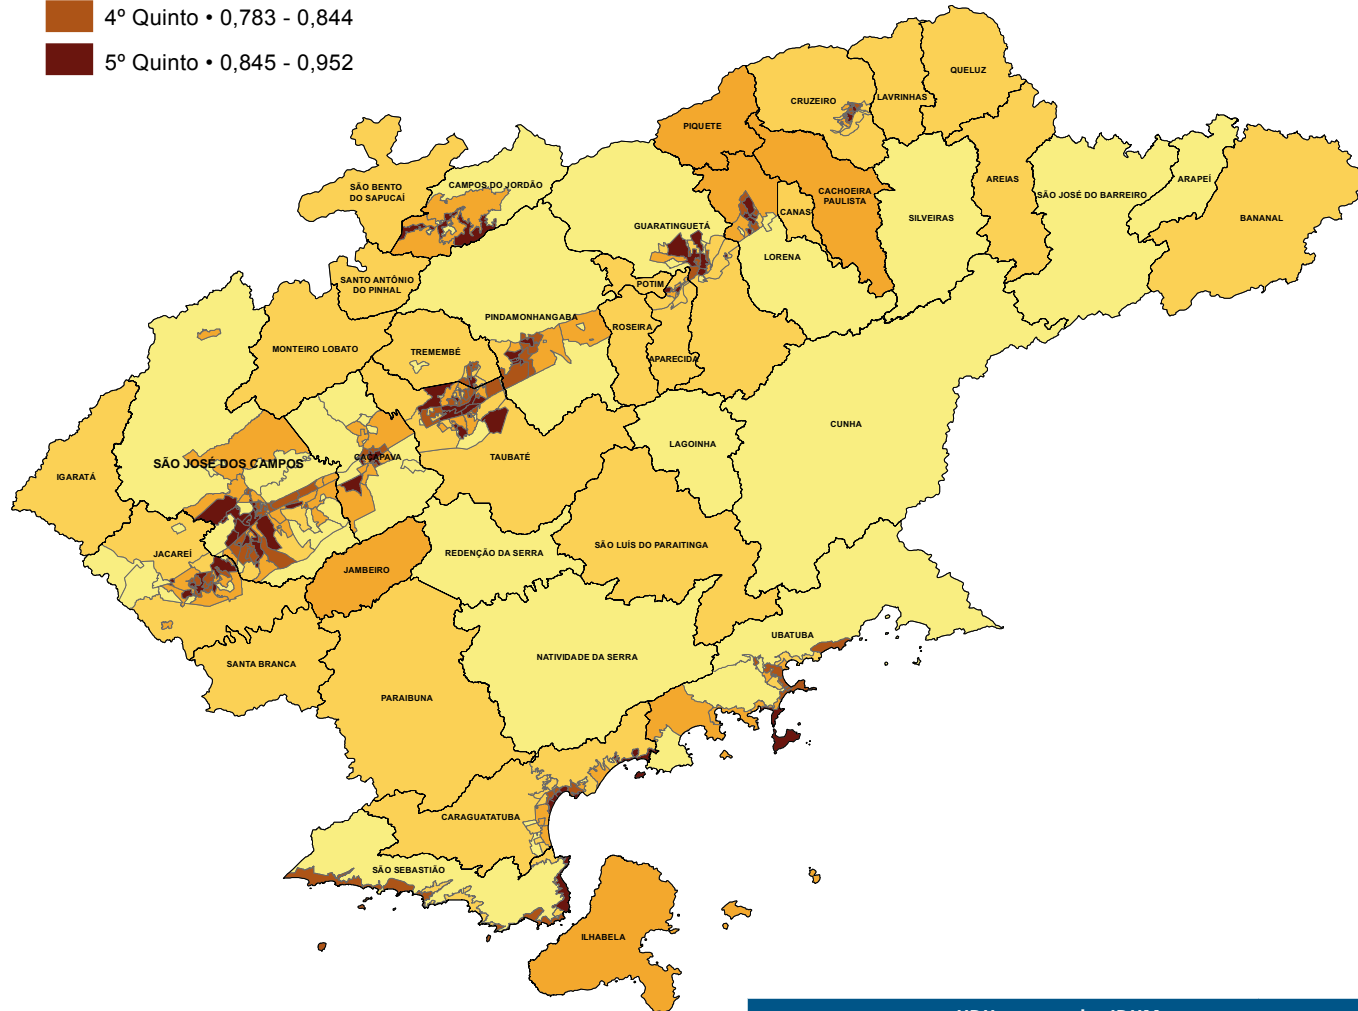 4º Quinto • 0,783 - 0,844
5º Quinto • 0,845 - 0,952
QUELUZ
LAVRINHAS
CRUZEIRO
PIQUETE
SÃO BENTO
DO SAPUCAÍ
CAMPOS DO JORDÃO
CACHOEIRA
PAULISTA
AREIAS
ARAPEÍ
SÃO JOSÉ DO BARREIRO
CANAS
SILVEIRAS
BANANAL
GUARATINGUETÁ
LORENA
SANTO ANTÔNIO
DO PINHAL
POTIM
PINDAMONHANGABA
ROSEIRA
MONTEIRO LOBATO
TREMEMBÉ
APARECIDA
CUNHA
LAGOINHA
CAÇAPAVA
TAUBATÉ
SÃO JOSÉ DOS CAMPOS
IGARATÁ
SÃO LUÍS DO PARAITINGA
JACAREÍ
REDENÇÃO DA SERRA
JAMBEIRO
UBATUBA
NATIVIDADE DA SERRA
SANTA BRANCA
PARAIBUNA
CARAGUATATUBA
SÃO SEBASTIÃO
ILHABELA